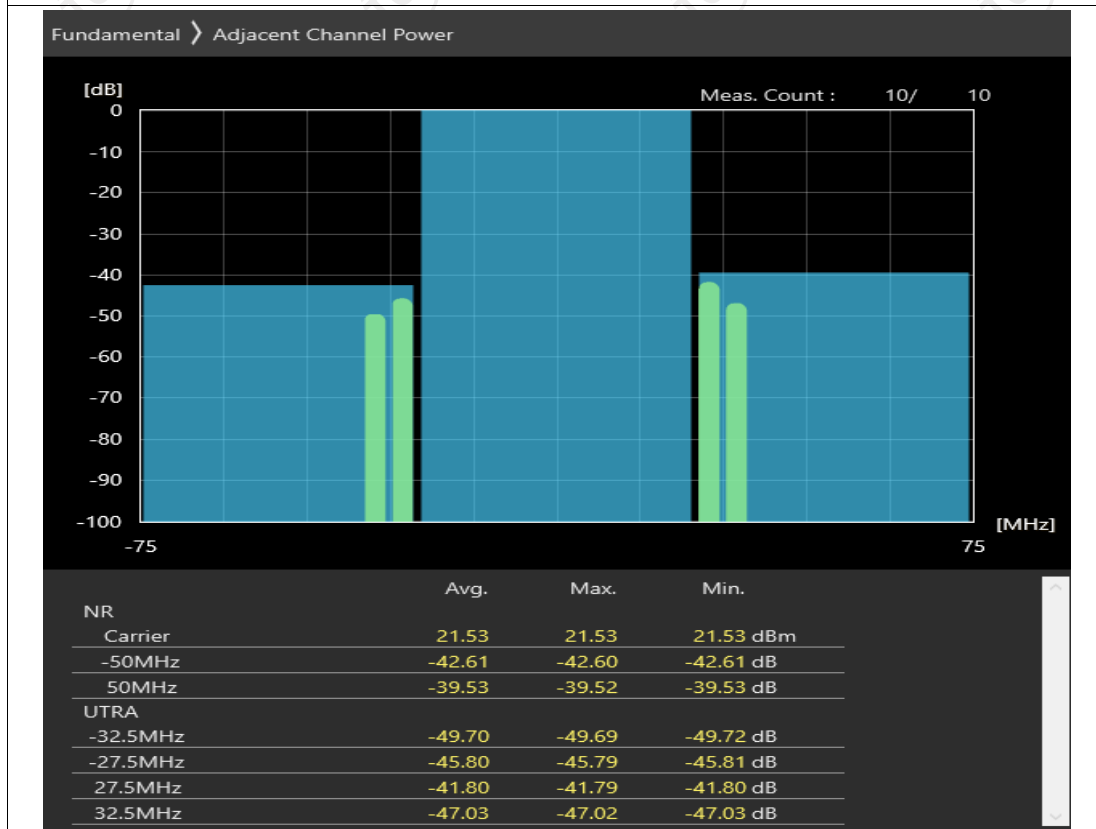 Fundamental ❯ Adjacent Channel Power
[dB]
Meas. Count : 10/ 10
0
-10
-20
-30
-40
-50
-60
-70
-80
-90
-100
[MHz]
-75 75
Avg. Max. Min.
NR
Carrier 21.53 21.53 21.53 dBm
-50MHz -42.61 -42.60 -42.61 dB
50MHz -39.53 -39.52 -39.53 dB
UTRA
-32.5MHz -49.70 -49.69 -49.72 dB
-27.5MHz -45.80 -45.79 -45.81 dB
27.5MHz -41.80 -41.79 -41.80 dB
32.5MHz -47.03 -47.02 -47.03 dB